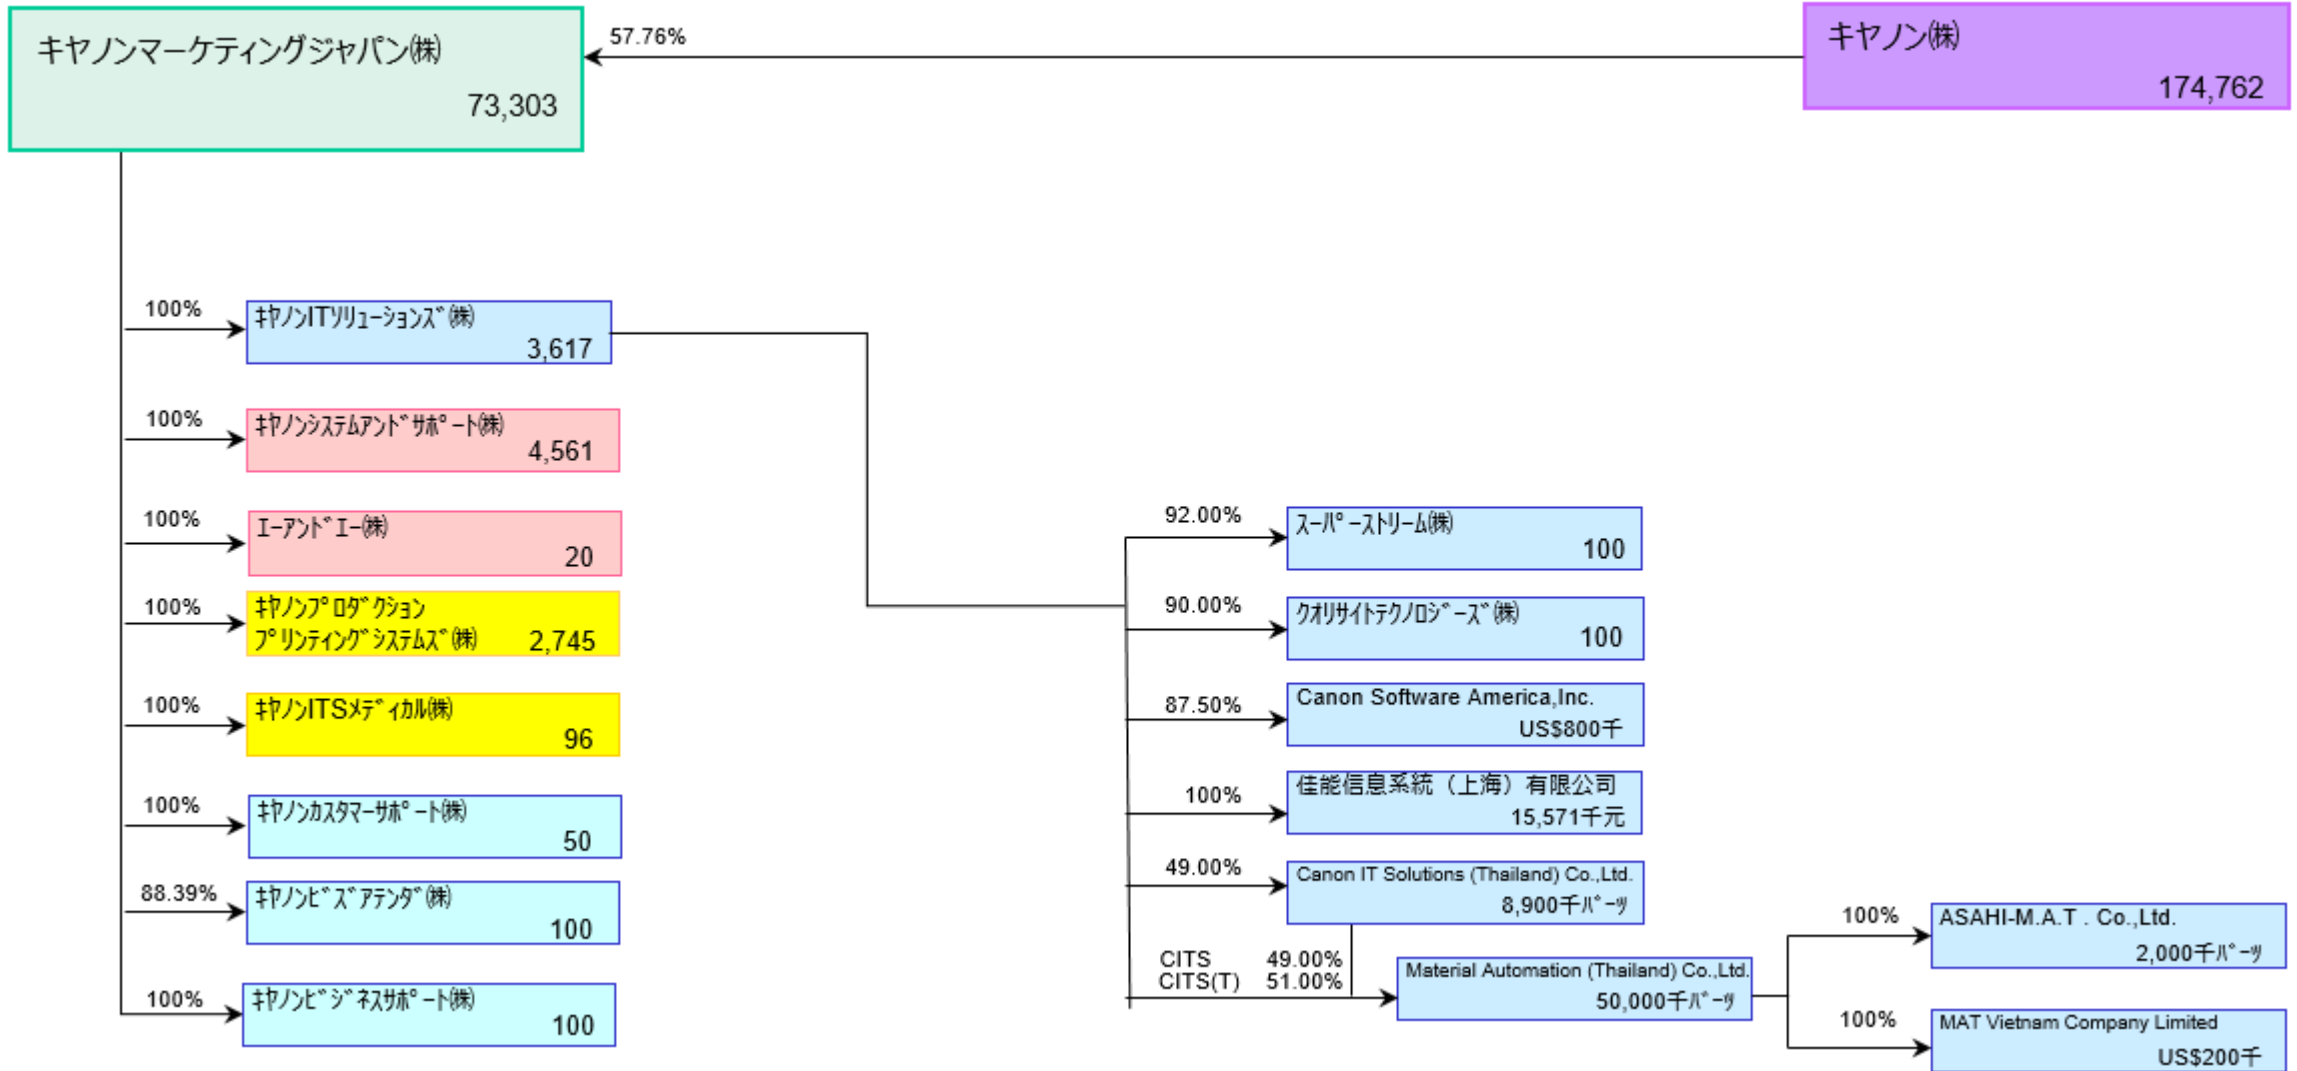 キヤノンマーケティングジャパン㈱
73,303
57.76%
キヤノン㈱
174,762
100%
ｷﾔﾉﾝITｿﾘｭｰｼｮﾝｽﾞ㈱
3,617
100%
ｷﾔﾉﾝｼｽﾃﾑｱﾝﾄﾞｻﾎﾟｰﾄ㈱
4,561
100%
ｴｰｱﾝﾄﾞｴｰ㈱
20
100%
ｷﾔﾉﾝﾌﾟﾛﾀﾞｸｼｮﾝ
ﾌﾟﾘﾝﾃｨﾝｸﾞｼｽﾃﾑｽﾞ㈱ 2,745
100%
ｷﾔﾉﾝITSﾒﾃﾞｨｶﾙ㈱
96
100%
ｷﾔﾉﾝｶｽﾀﾏｰｻﾎﾟｰﾄ㈱
50
88.39%
ｷﾔﾉﾝﾋﾞｽﾞｱﾃﾝﾀﾞ㈱
100
100%
ｷﾔﾉﾝﾋﾞｼﾞﾈｽｻﾎﾟｰﾄ㈱
100
92.00%
ｽｰﾊﾟｰｽﾄﾘｰﾑ㈱
100
90.00%
ｸｵﾘｻｲﾄﾃｸﾉﾛｼﾞｰｽﾞ㈱
100
87.50%
Canon Software America,Inc.
US$800千
100%
佳能信息系統（上海）有限公司
15,571千元
49.00%
Canon IT Solutions (Thailand) Co.,Ltd.
8,900千ﾊﾟｰﾂ
CITS 49.00%
CITS(T) 51.00%
Material Automation (Thailand) Co.,Ltd.
50,000千ﾊﾟｰﾂ
100%
ASAHI-M.A.T . Co.,Ltd.
2,000千ﾊﾟｰﾂ
100%
MAT Vietnam Company Limited
US$200千